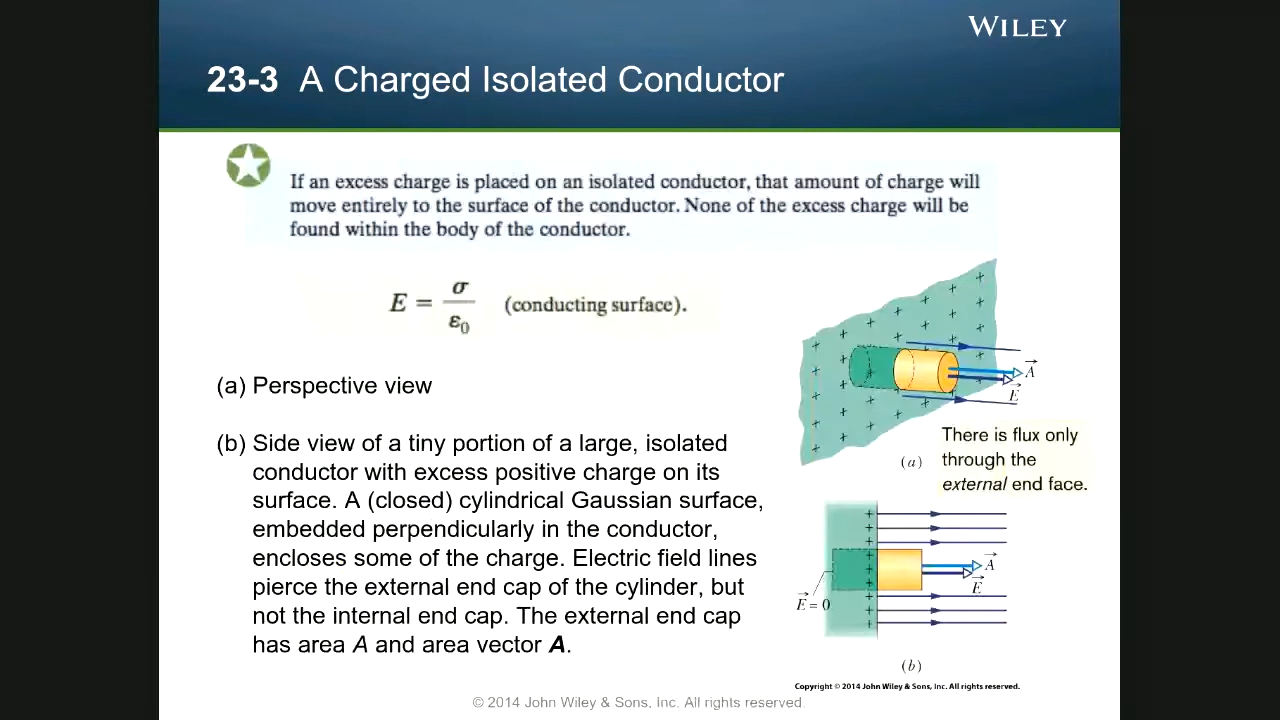 WILEY
23-3 A Charged Isolated Conductor
If an excess charge is placed on an isolated conductor, that amount of charge will
move entirely to the surface of the conductor. None of the excess charge will be
found within the body of the conductor.
E = σ/ε₀ (conducting surface).
(a) Perspective view
(b) Side view of a tiny portion of a large, isolated
conductor with excess positive charge on its
surface. A (closed) cylindrical Gaussian surface,
embedded perpendicularly in the conductor,
encloses some of the charge. Electric field lines
pierce the external end cap of the cylinder, but
not the internal end cap. The external end cap
has area A and area vector A.
A⃗
E⃗
(a)
There is flux only
through the
external end face.
A⃗
E⃗
E⃗ = 0
(b)
Copyright © 2014 John Wiley & Sons, Inc. All rights reserved.
© 2014 John Wiley & Sons, Inc. All rights reserved.